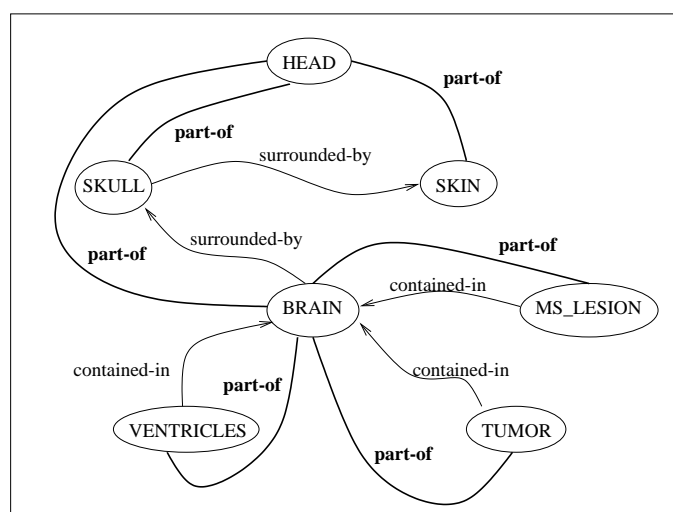 HEAD
part-of
part-of
surrounded-by
SKULL
SKIN
part-of
surrounded-by
part-of
contained-in
BRAIN
MS_LESION
contained-in
part-of
contained-in
VENTRICLES
part-of
TUMOR